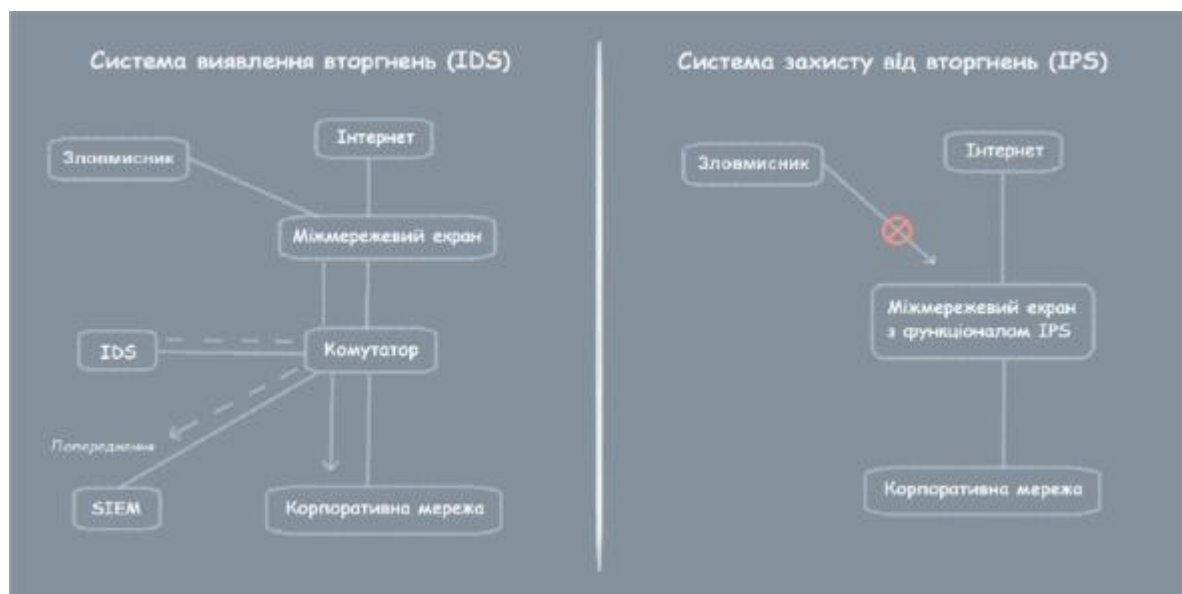 Система виявлення вторгнень (IDS)
Зловмисник
Інтернет
Міжмережевий екран
IDS
Комутатор
Попередження
SIEM
Корпоративна мережа
Система захисту від вторгнень (IPS)
Зловмисник
Інтернет
Міжмережевий екран
з функціоналом IPS
Корпоративна мережа